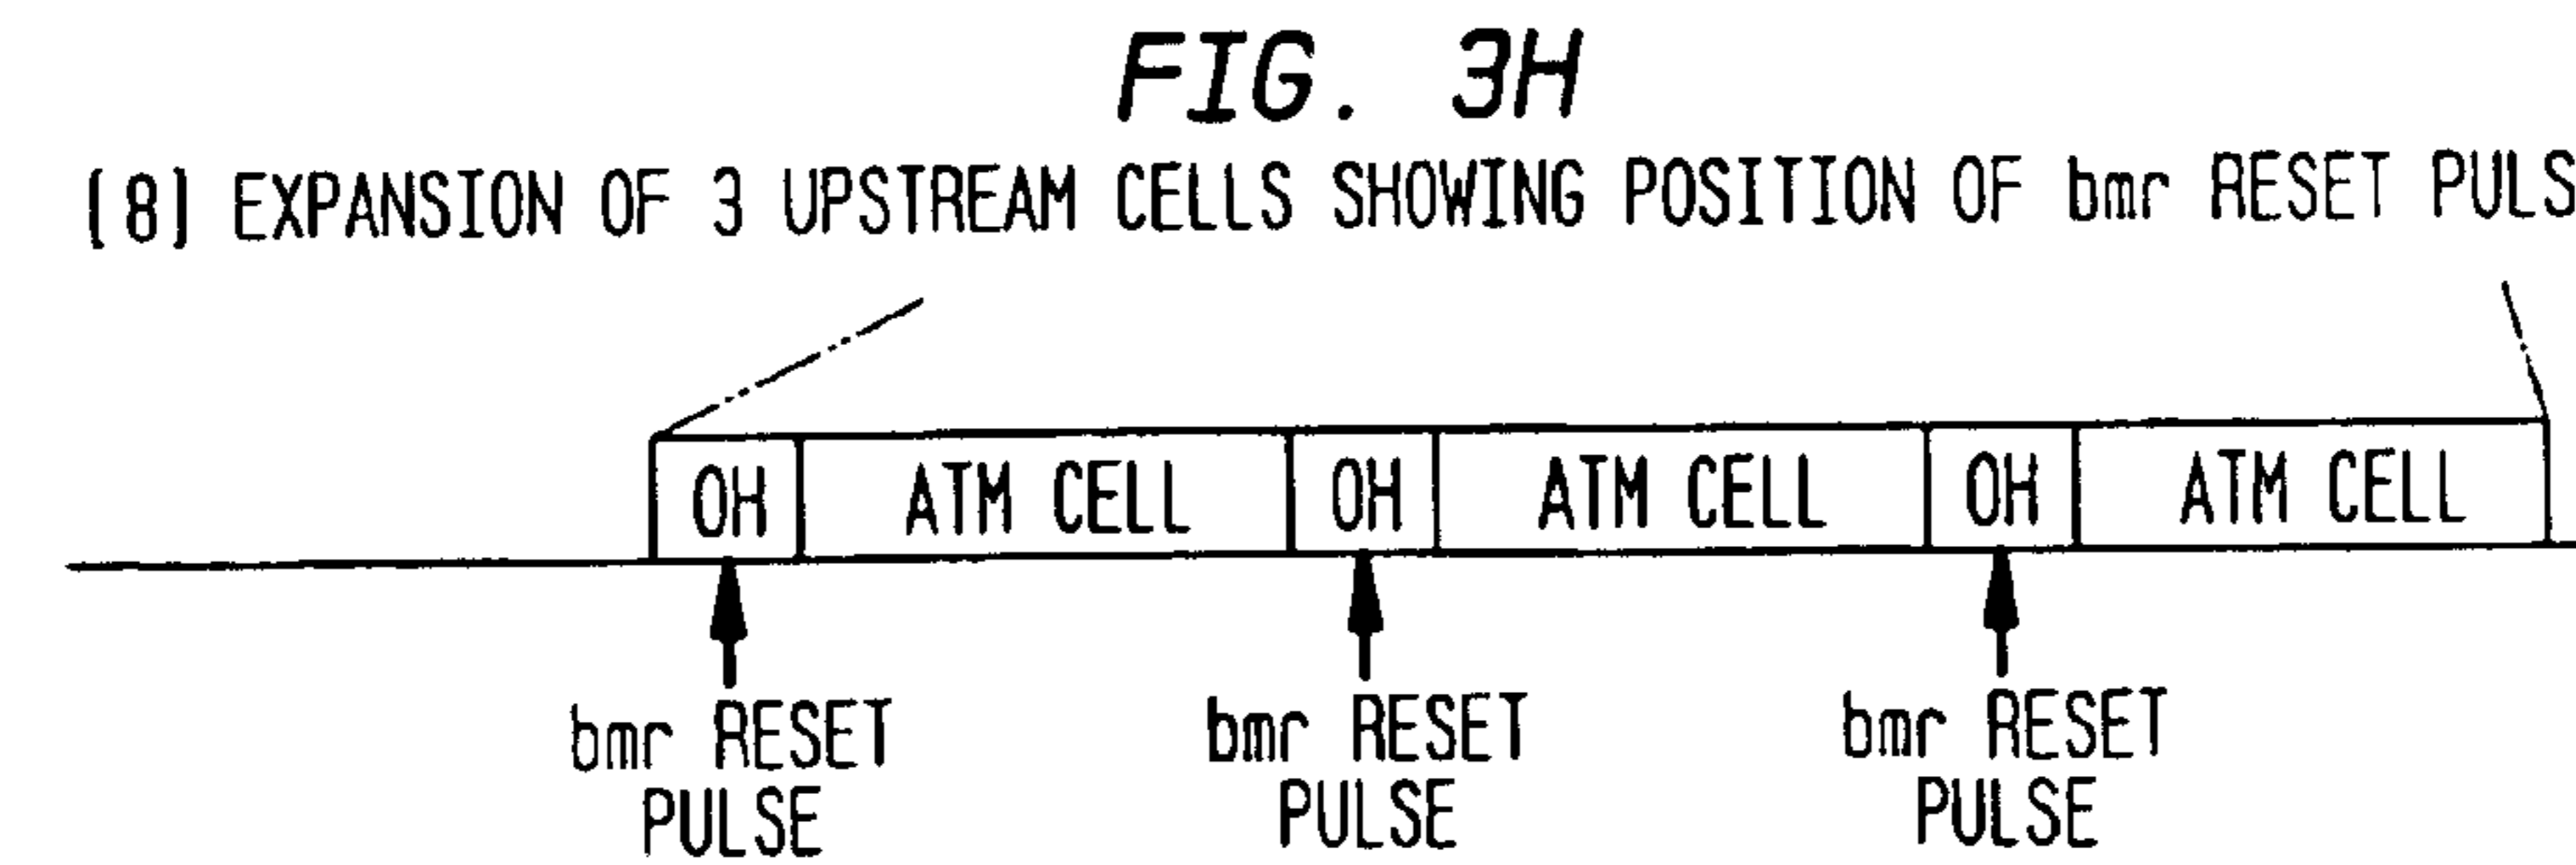 FIG. 3H
(8) EXPANSION OF 3 UPSTREAM CELLS SHOWING POSITION OF bmr RESET PULS
OH ATM CELL OH ATM CELL OH ATM CELL
bmr RESET PULSE
bmr RESET PULSE
bmr RESET PULSE